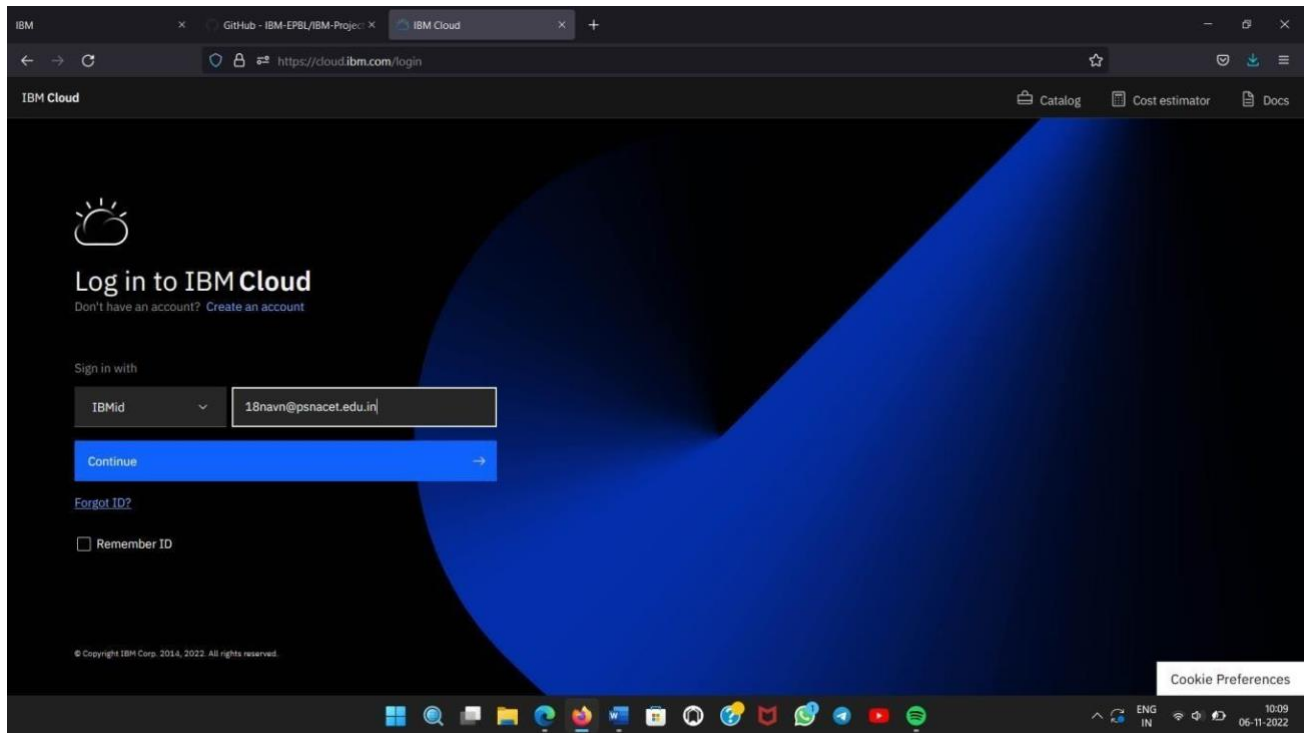 IBM
GitHub - IBM-EPBL/IBM-Project
IBM Cloud
https://cloud.ibm.com/login
IBM Cloud
Catalog
Cost estimator
Docs
Log in to IBM Cloud
Don't have an account? Create an account
Sign in with
IBMid
18navn@psnacet.edu.in
Continue
Forgot ID?
Remember ID
© Copyright IBM Corp. 2014, 2022. All rights reserved.
Cookie Preferences
ENG
IN
10:09
06-11-2022